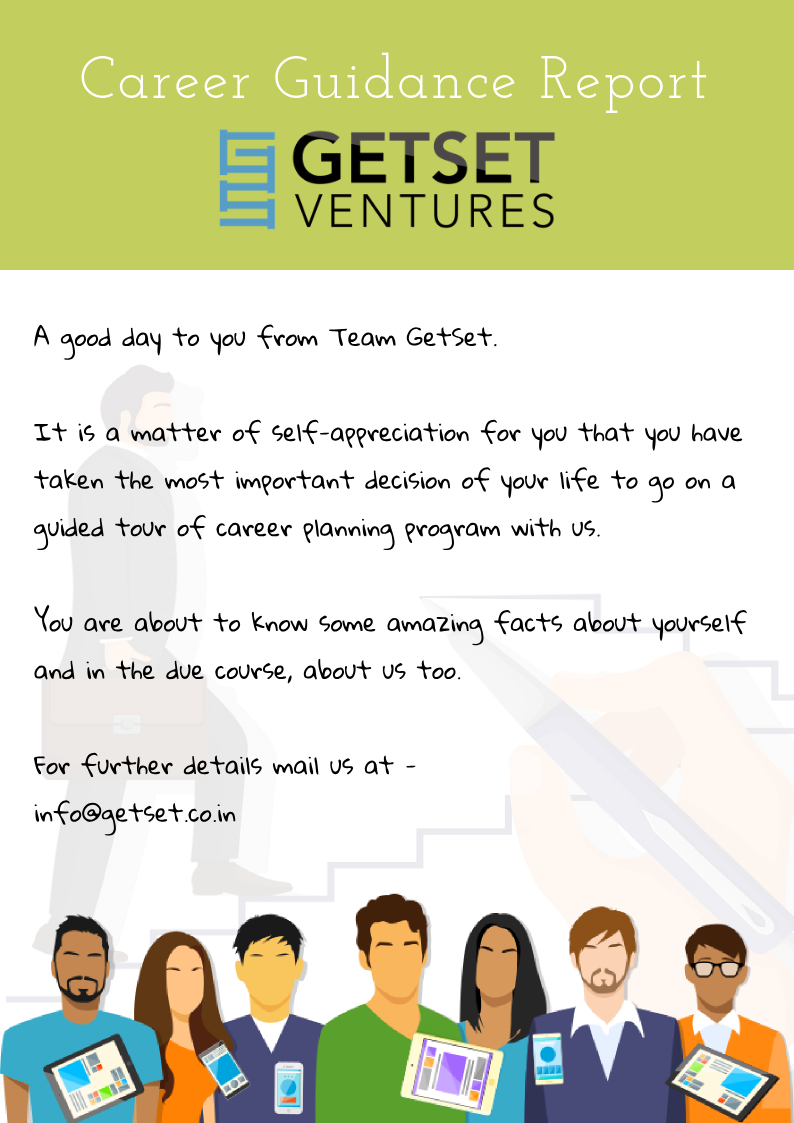 Career Guidance Report
GETSET
VENTURES
A good day to you from Team GetSet.
It is a matter of self-appreciation for you that you have
taken the most important decision of your life to go on a
guided tour of career planning program with us.
You are about to know some amazing facts about yourself
and in the due course, about us too.
For further details mail us at -
info@getset.co.in